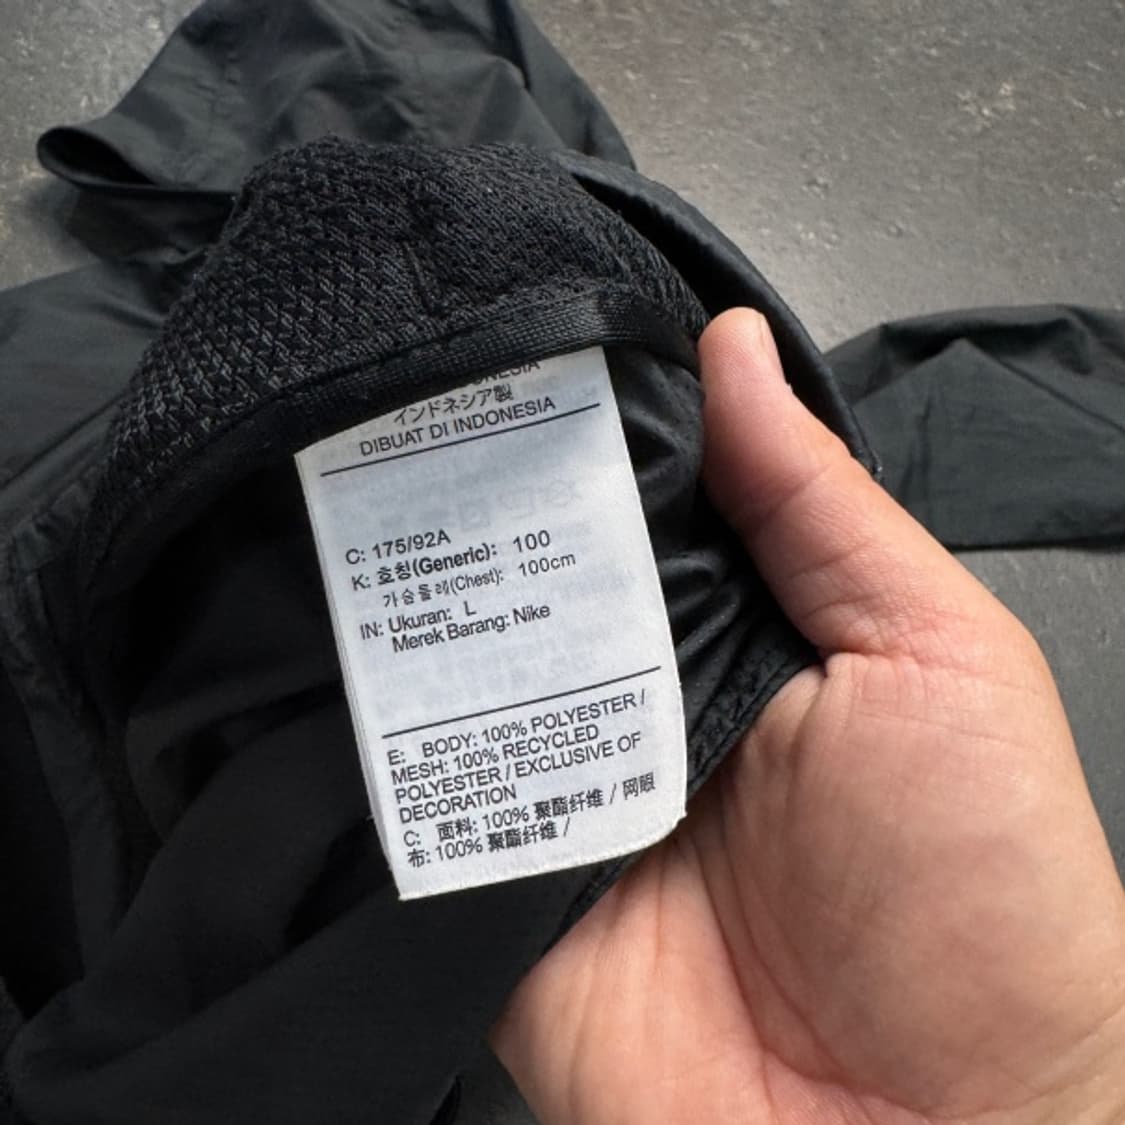 インドネシア製
DIBUAT DI INDONESIA
C: 175/92A
K: 호칭(Generic): 100
가슴둘레(Chest): 100cm
IN: Ukuran: L
Merek Barang: Nike
E: BODY: 100% POLYESTER /
MESH: 100% RECYCLED
POLYESTER / EXCLUSIVE OF
DECORATION
C: 面料: 100% 聚酯纤维 / 网眼
布: 100% 聚酯纤维 /